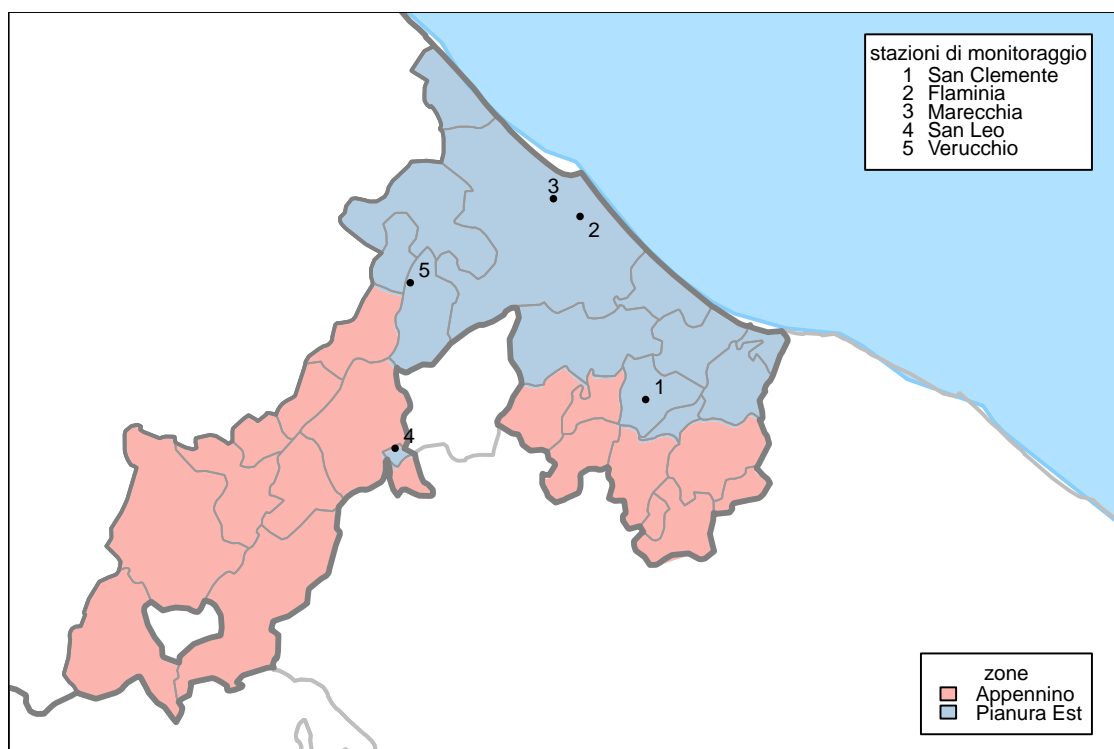 stazioni di monitoraggio
1 San Clemente
2 Flaminia
3 Marecchia
4 San Leo
5 Verucchio
3
2
5
1
4
zone
Appennino
Pianura Est